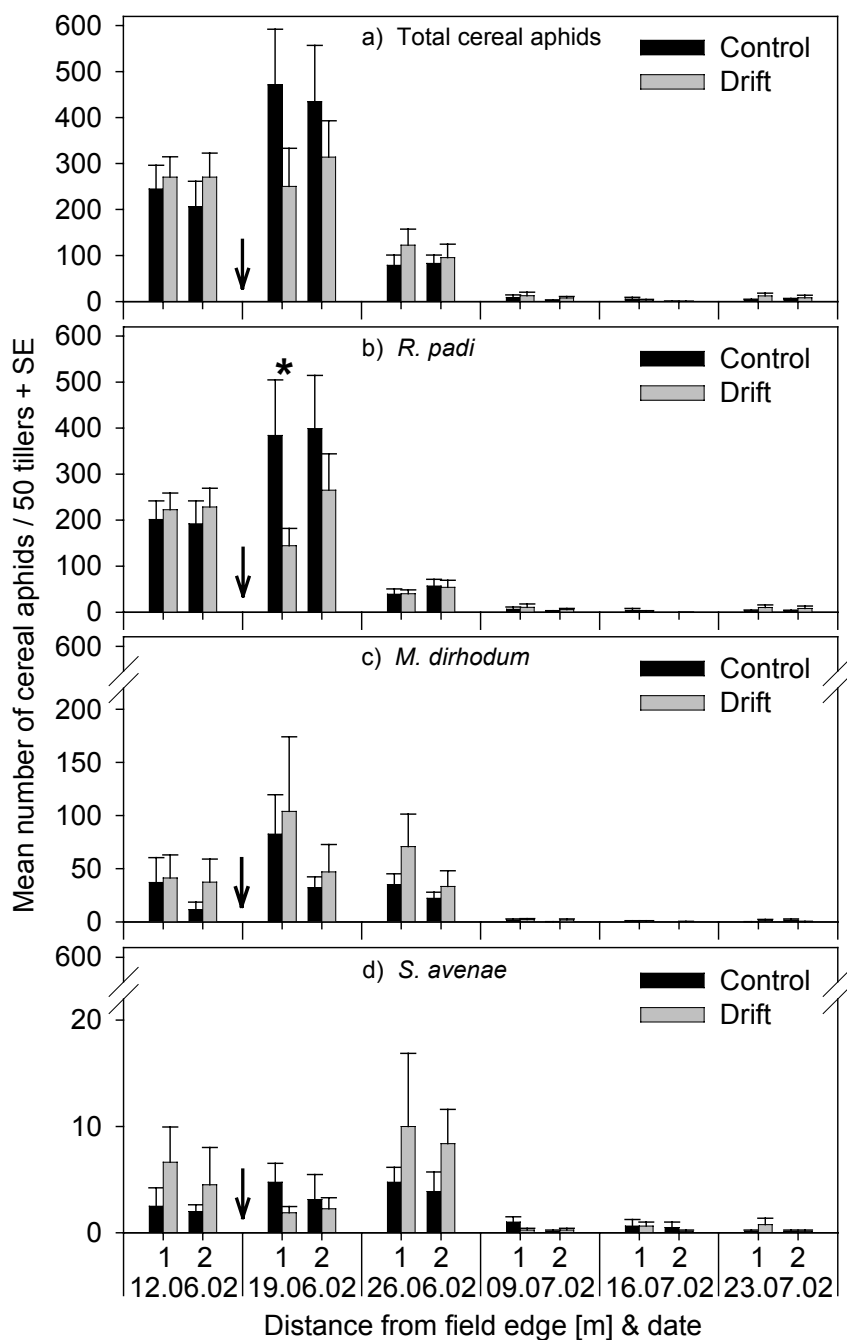 Mean number of cereal aphids / 50 tillers + SE
a) Total cereal aphids
Control
Drift
600
500
400
300
200
100
0
b) R. padi
Control
Drift
600
500
400
300
200
100
0
*
c) M. dirhodum
Control
Drift
600
200
150
100
50
0
d) S. avenae
Control
Drift
600
20
10
0
1 2 1 2 1 2 1 2 1 2 1 2
12.06.02 19.06.02 26.06.02 09.07.02 16.07.02 23.07.02
Distance from field edge [m] & date